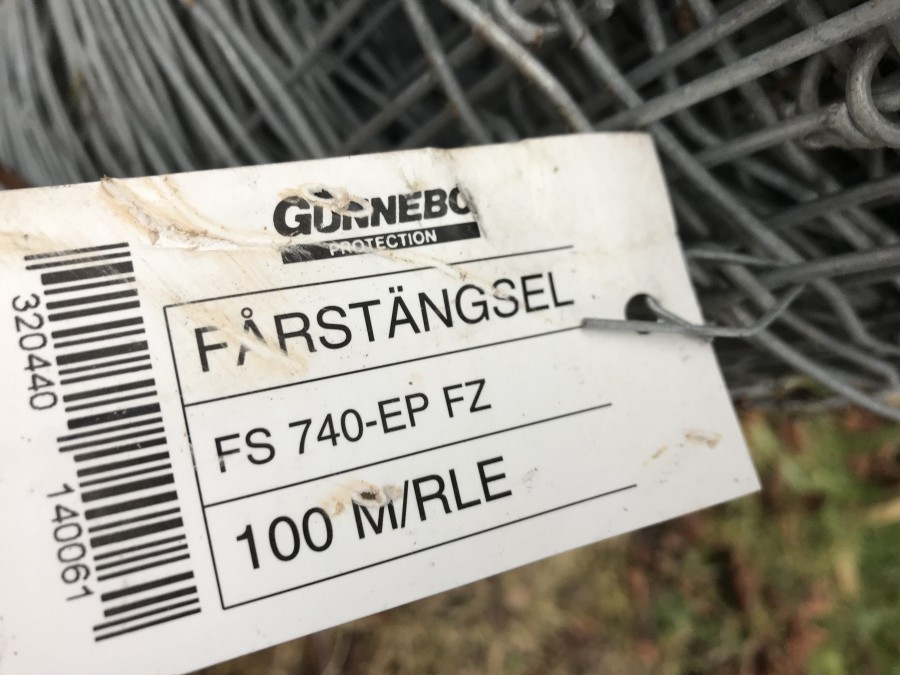 GUNNEBO
PROTECTION
FÅRSTÄNGSEL
FS 740-EP FZ
100 M/RLE
320440 140061